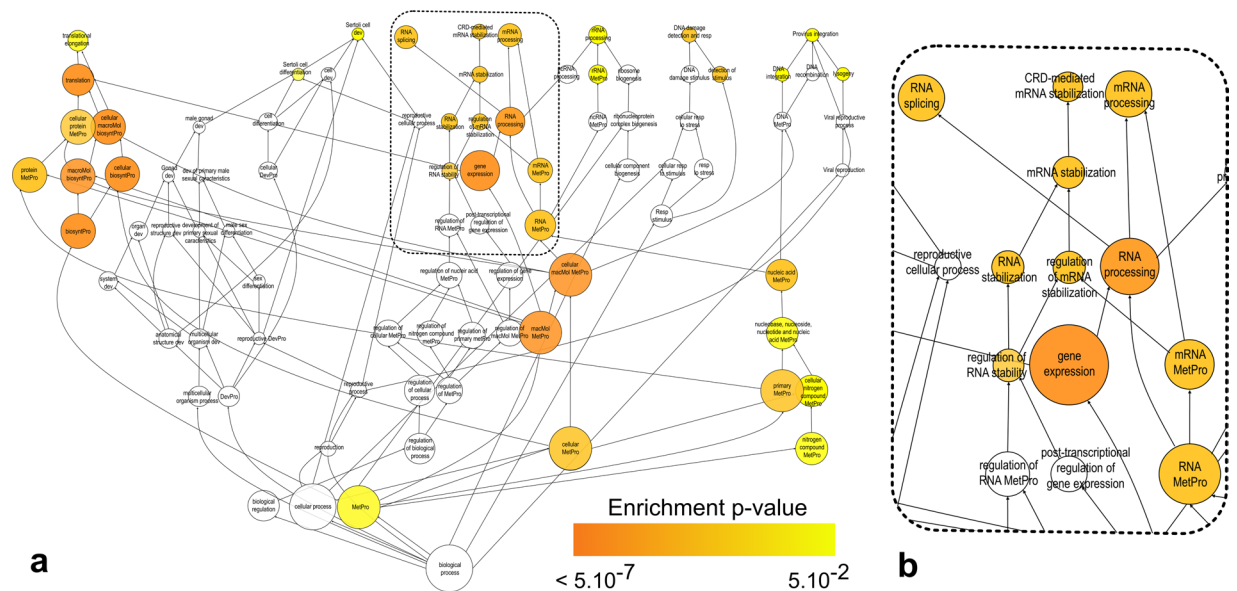 translational
elongation
translation
cellular
protein
MetPro
cellular
macroMol
biosyntPro
protein
MetPro
macroMol
biosyntPro
cellular
biosyntPro
biosyntPro
male gonad
dev
Gonad
dev
dev of primary male
sexual caracteristics
organ
dev
reproductive
structure dev
development of
primary sexual
caracteristics
male sex
differentiation
system
dev
sex
differentiation
anatomical
structure dev
multicellular
organism dev
reproductive DevPro
multicellular
organism process
DevPro
Sertoli cell
dev
Sertoli cell
differentiation
cell
dev
cell
differentiation
cellular DevPro
reproductive
cellular process
RNA
splicing
CRD-mediated
mRNA stabilization
mRNA
processing
mRNA stabilization
RNA
stabilization
regulation
of mRNA
stabilization
RNA
processing
regulation of
RNA stability
gene
expression
mRNA
MetPro
regulation of
RNA MetPro
post-transcriptional
regulation of
gene expression
RNA
MetPro
rRNA
processing
ncRNA
processing
rRNA
MetPro
ribosome
biogenesis
ncRNA
MetPro
ribonucleoprotein
complex biogenesis
cellular component
biogenesis
DNA damage
detection and resp
DNA
damage stimulus
detection of
stimulus
cellular resp
to stress
cellular resp
to stimulus
resp
to stress
Resp
stimulus
Provirus integration
DNA
integration
DNA
recombination
lysogeny
DNA
MetPro
Viral reproductive
process
Viral reproduction
regulation of nucleir acid
MetPro
regulation of gene
expression
cellular
macMol MetPro
nucleic acid
MetPro
regulation of
cellular MetPro
regulation of
nitrogen compound
metPro
regulation of
primary metPro
regulation of
macMol MetPro
macMol
MetPro
nucleobase, nucleoside,
nucleotide and nucleic
acid MetPro
reproductive
process
regulation
of cellular
process
regulation
of MetPro
primary
MetPro
cellular
nitrogen
compound
MetPro
reproduction
regulation
of biological
process
cellular
MetPro
nitrogen
compound
MetPro
biological
regulation
cellular process
MetPro
biological
process
Enrichment p-value
< 5.10-7
5.10-2
a
RNA
splicing
CRD-mediated
mRNA stabilization
mRNA
processing
mRNA stabilization
pr
reproductive
cellular process
RNA
stabilization
regulation
of mRNA
stabilization
RNA
processing
regulation of
RNA stability
gene
expression
mRNA
MetPro
regulation of
RNA MetPro
post-transcriptional
regulation of
gene expression
RNA
MetPro
b